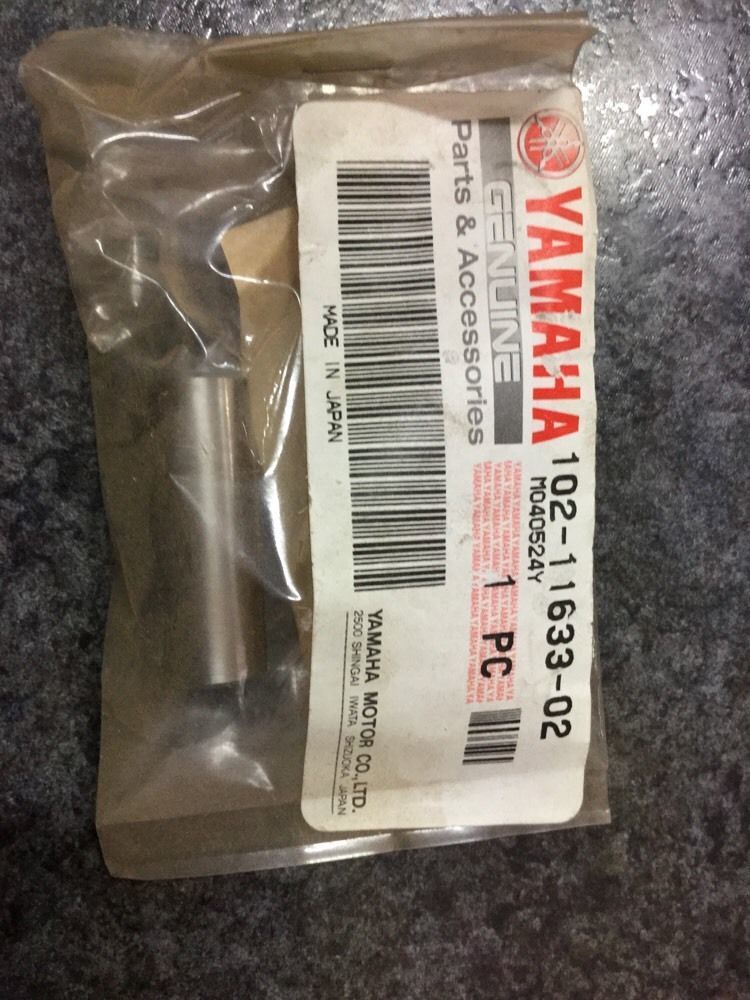 YAMAHA
GENUINE
Parts & Accessories
102-11633-02
M040524Y
1 PC
MADE IN JAPAN
YAMAHA MOTOR CO., LTD.
2500 SHINGAI IWATA SHIZUOKA JAPAN